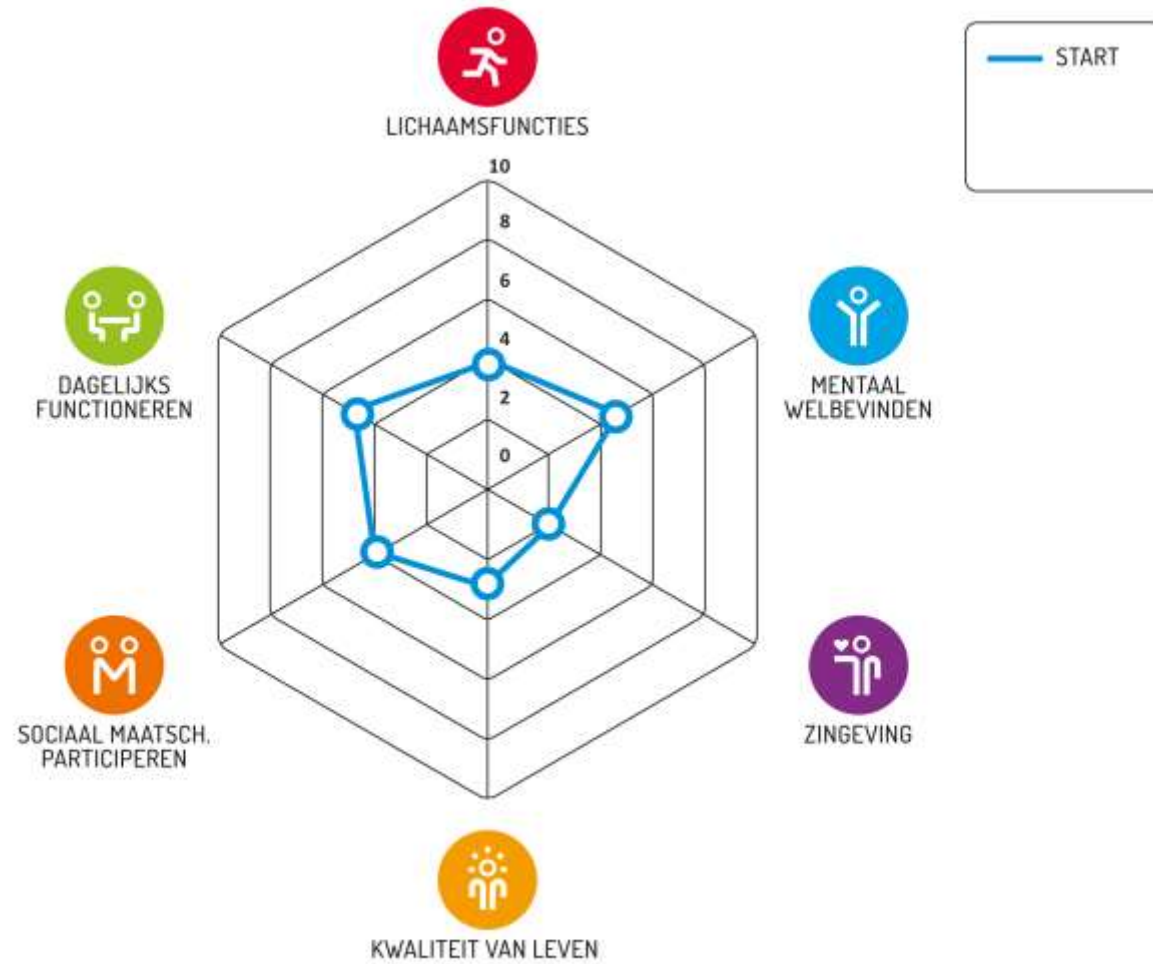 START
LICHAAMSFUNCTIES
10
8
6
4
2
0
DAGELIJKS
FUNCTIONEREN
MENTAAL
WELBEVINDEN
SOCIAAL MAATSCH.
PARTICIPEREN
ZINGEVING
KWALITEIT VAN LEVEN